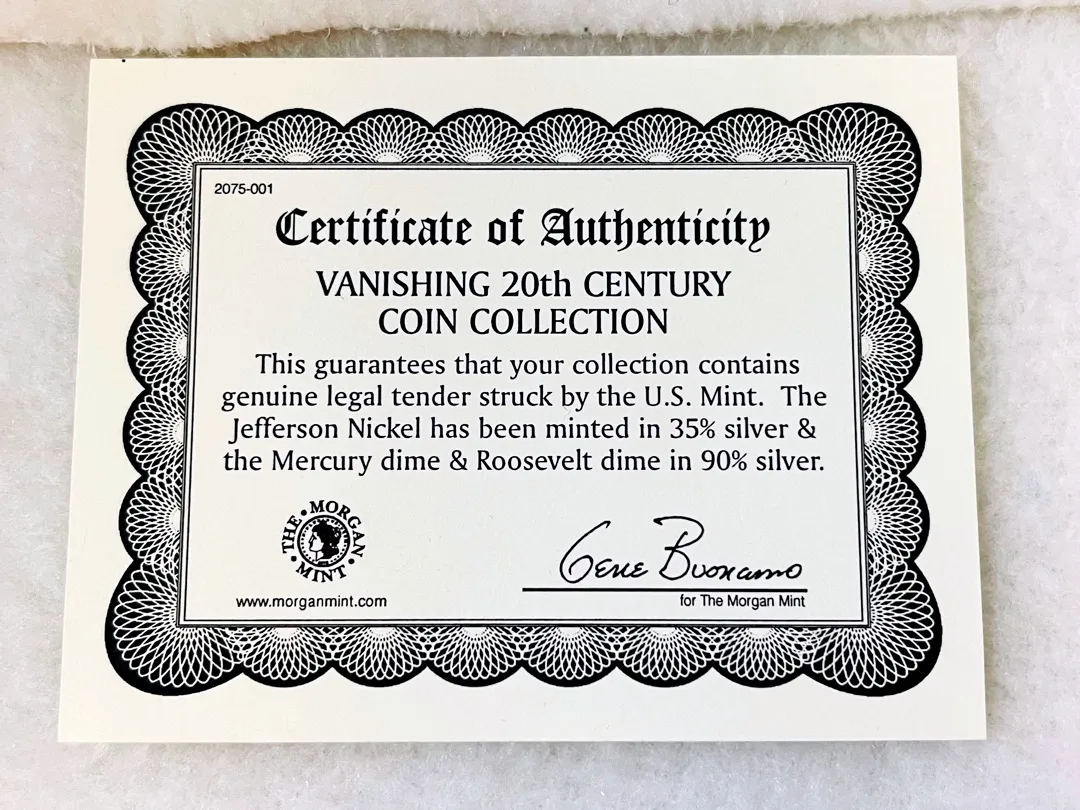 2075-001
Certificate of Authenticity
VANISHING 20th CENTURY
COIN COLLECTION
This guarantees that your collection contains
genuine legal tender struck by the U.S. Mint. The
Jefferson Nickel has been minted in 35% silver &
the Mercury dime & Roosevelt dime in 90% silver.
THE • MORGAN • MINT •
www.morganmint.com
Gene Buonamo
for The Morgan Mint